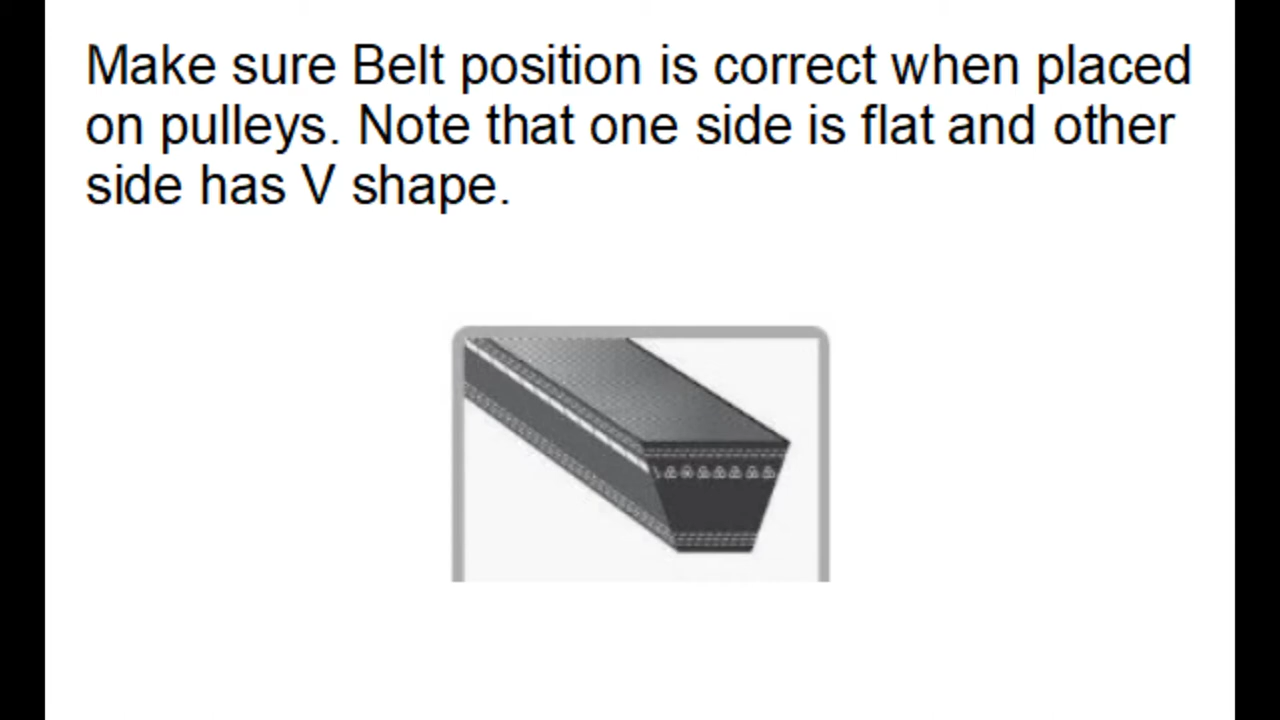 Make sure Belt position is correct when placed
on pulleys. Note that one side is flat and other
side has V shape.